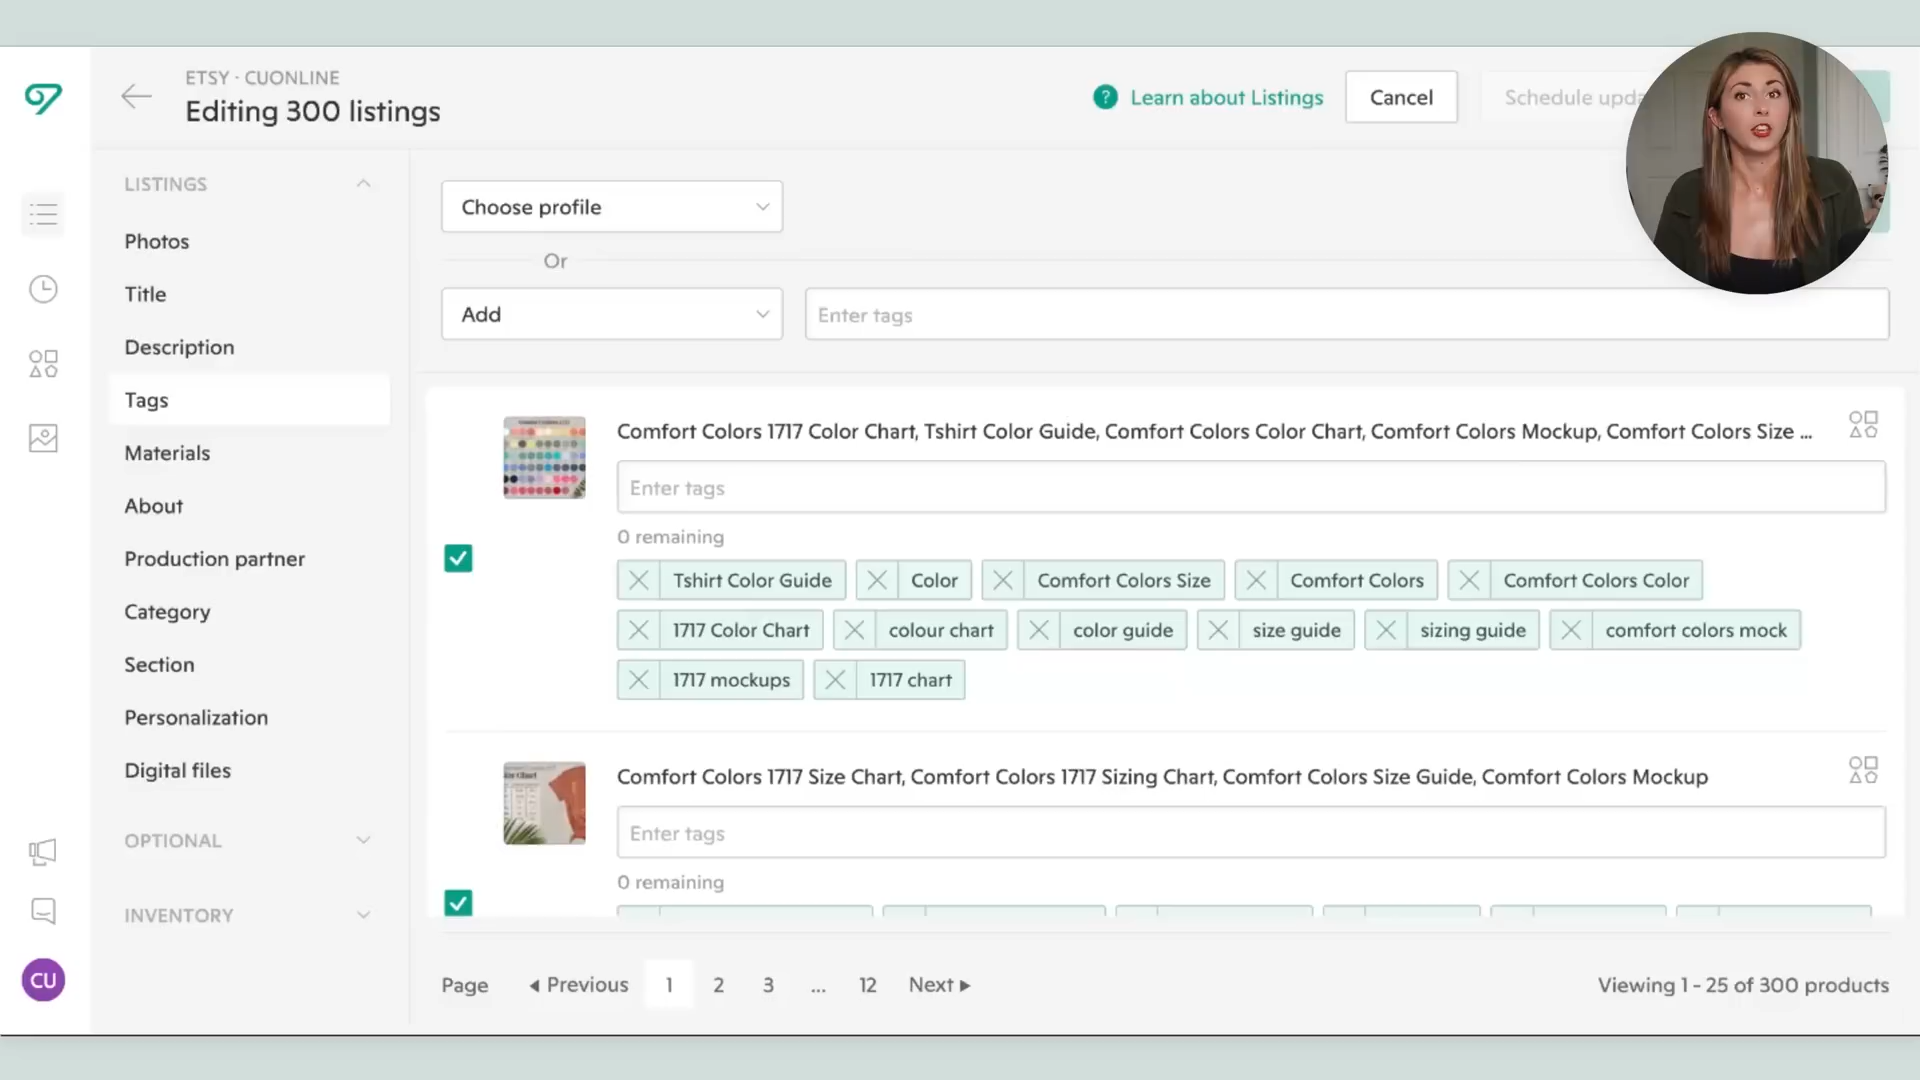 ETSY · CUONLINE
Editing 300 listings
Learn about Listings
Cancel
Schedule upda
LISTINGS
Photos
Title
Description
Tags
Materials
About
Production partner
Category
Section
Personalization
Digital files
OPTIONAL
INVENTORY
CU
Choose profile
Or
Add
Enter tags
Comfort Colors 1717 Color Chart, Tshirt Color Guide, Comfort Colors Color Chart, Comfort Colors Mockup, Comfort Colors Size ...
Enter tags
0 remaining
Tshirt Color Guide
Color
Comfort Colors Size
Comfort Colors
Comfort Colors Color
1717 Color Chart
colour chart
color guide
size guide
sizing guide
comfort colors mock
1717 mockups
1717 chart
Comfort Colors 1717 Size Chart, Comfort Colors 1717 Sizing Chart, Comfort Colors Size Guide, Comfort Colors Mockup
Enter tags
0 remaining
Page
Previous
1
2
3
...
12
Next
Viewing 1 - 25 of 300 products